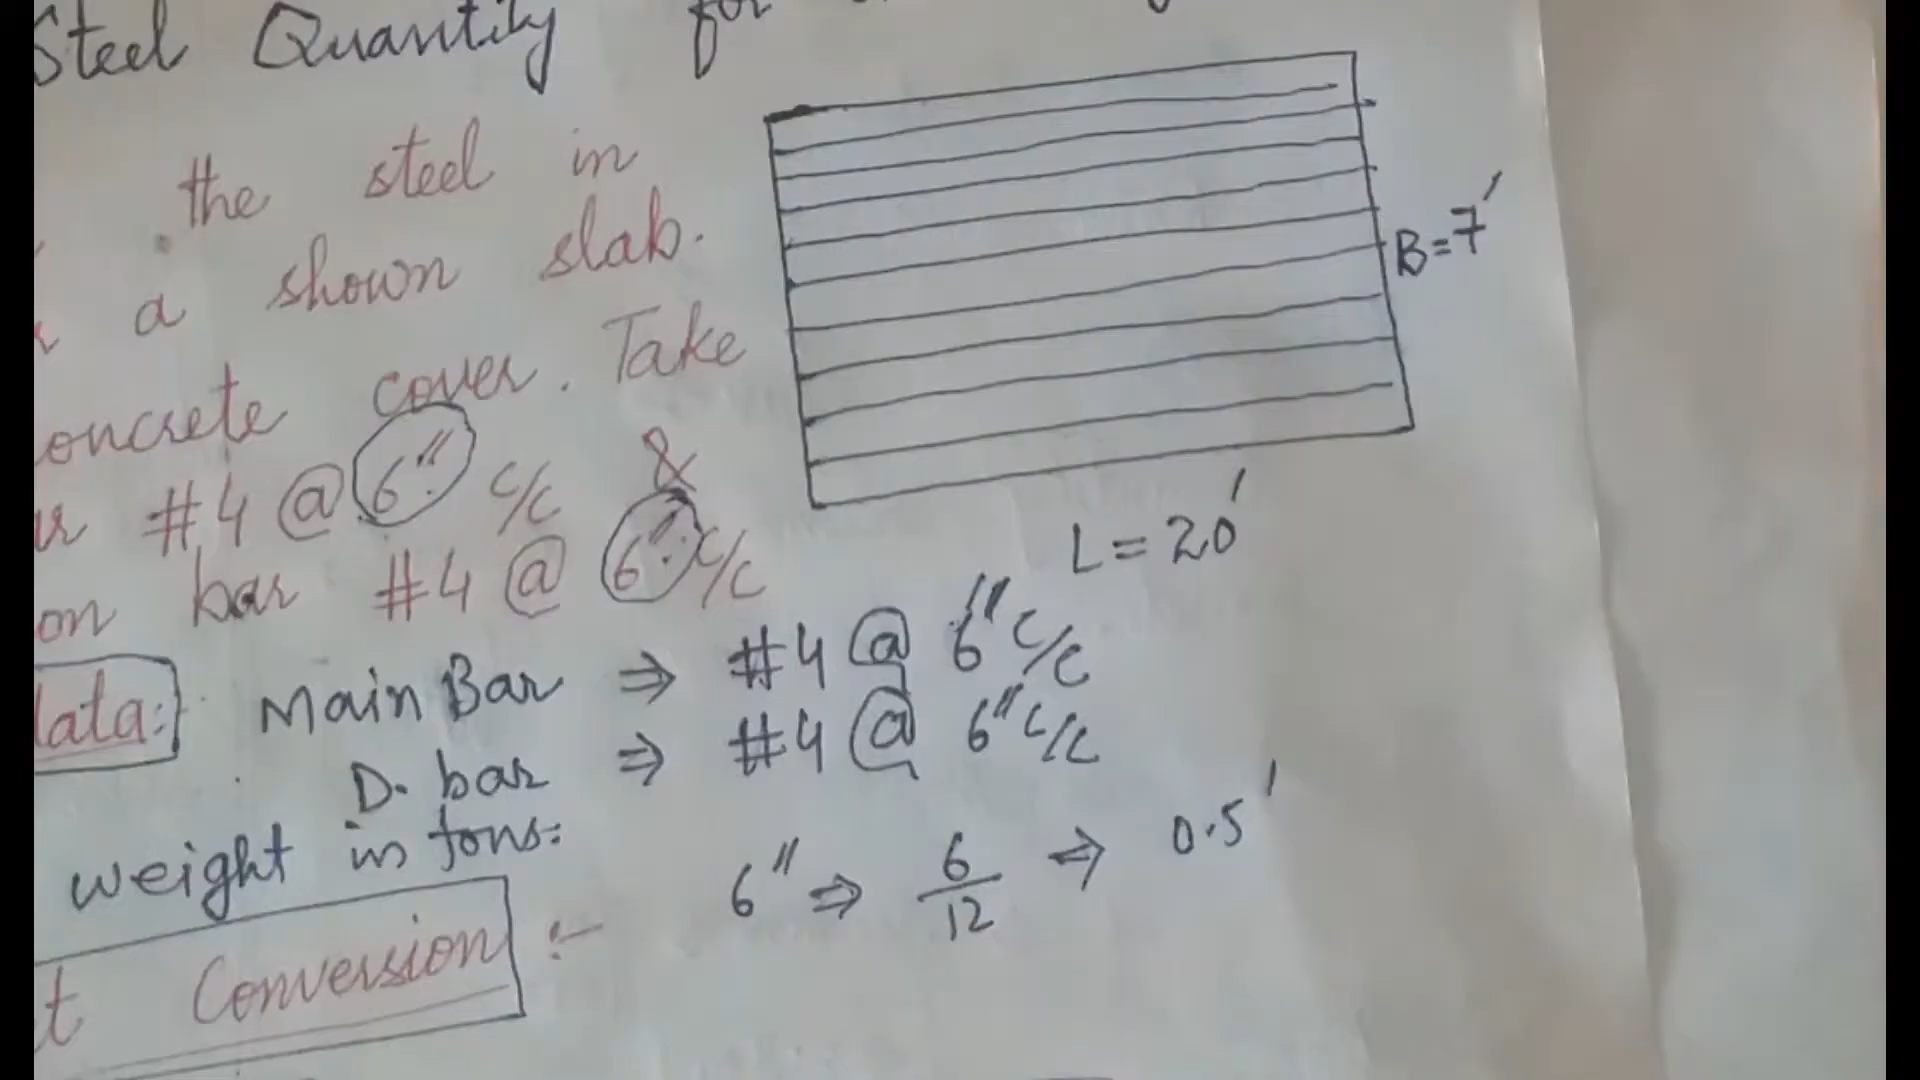 Steel Quantity for
the steel in
a shown slab.
concrete cover. Take
#4 @ 6" c/c &
on bar #4 @ 6" c/c
B=7'
L=20'
data: Main Bar ⇒ #4 @ 6" c/c
D. bar ⇒ #4 @ 6" c/c
weight in tons:
6" ⇒ 6/12 ⇒ 0.5'
t Conversion :-